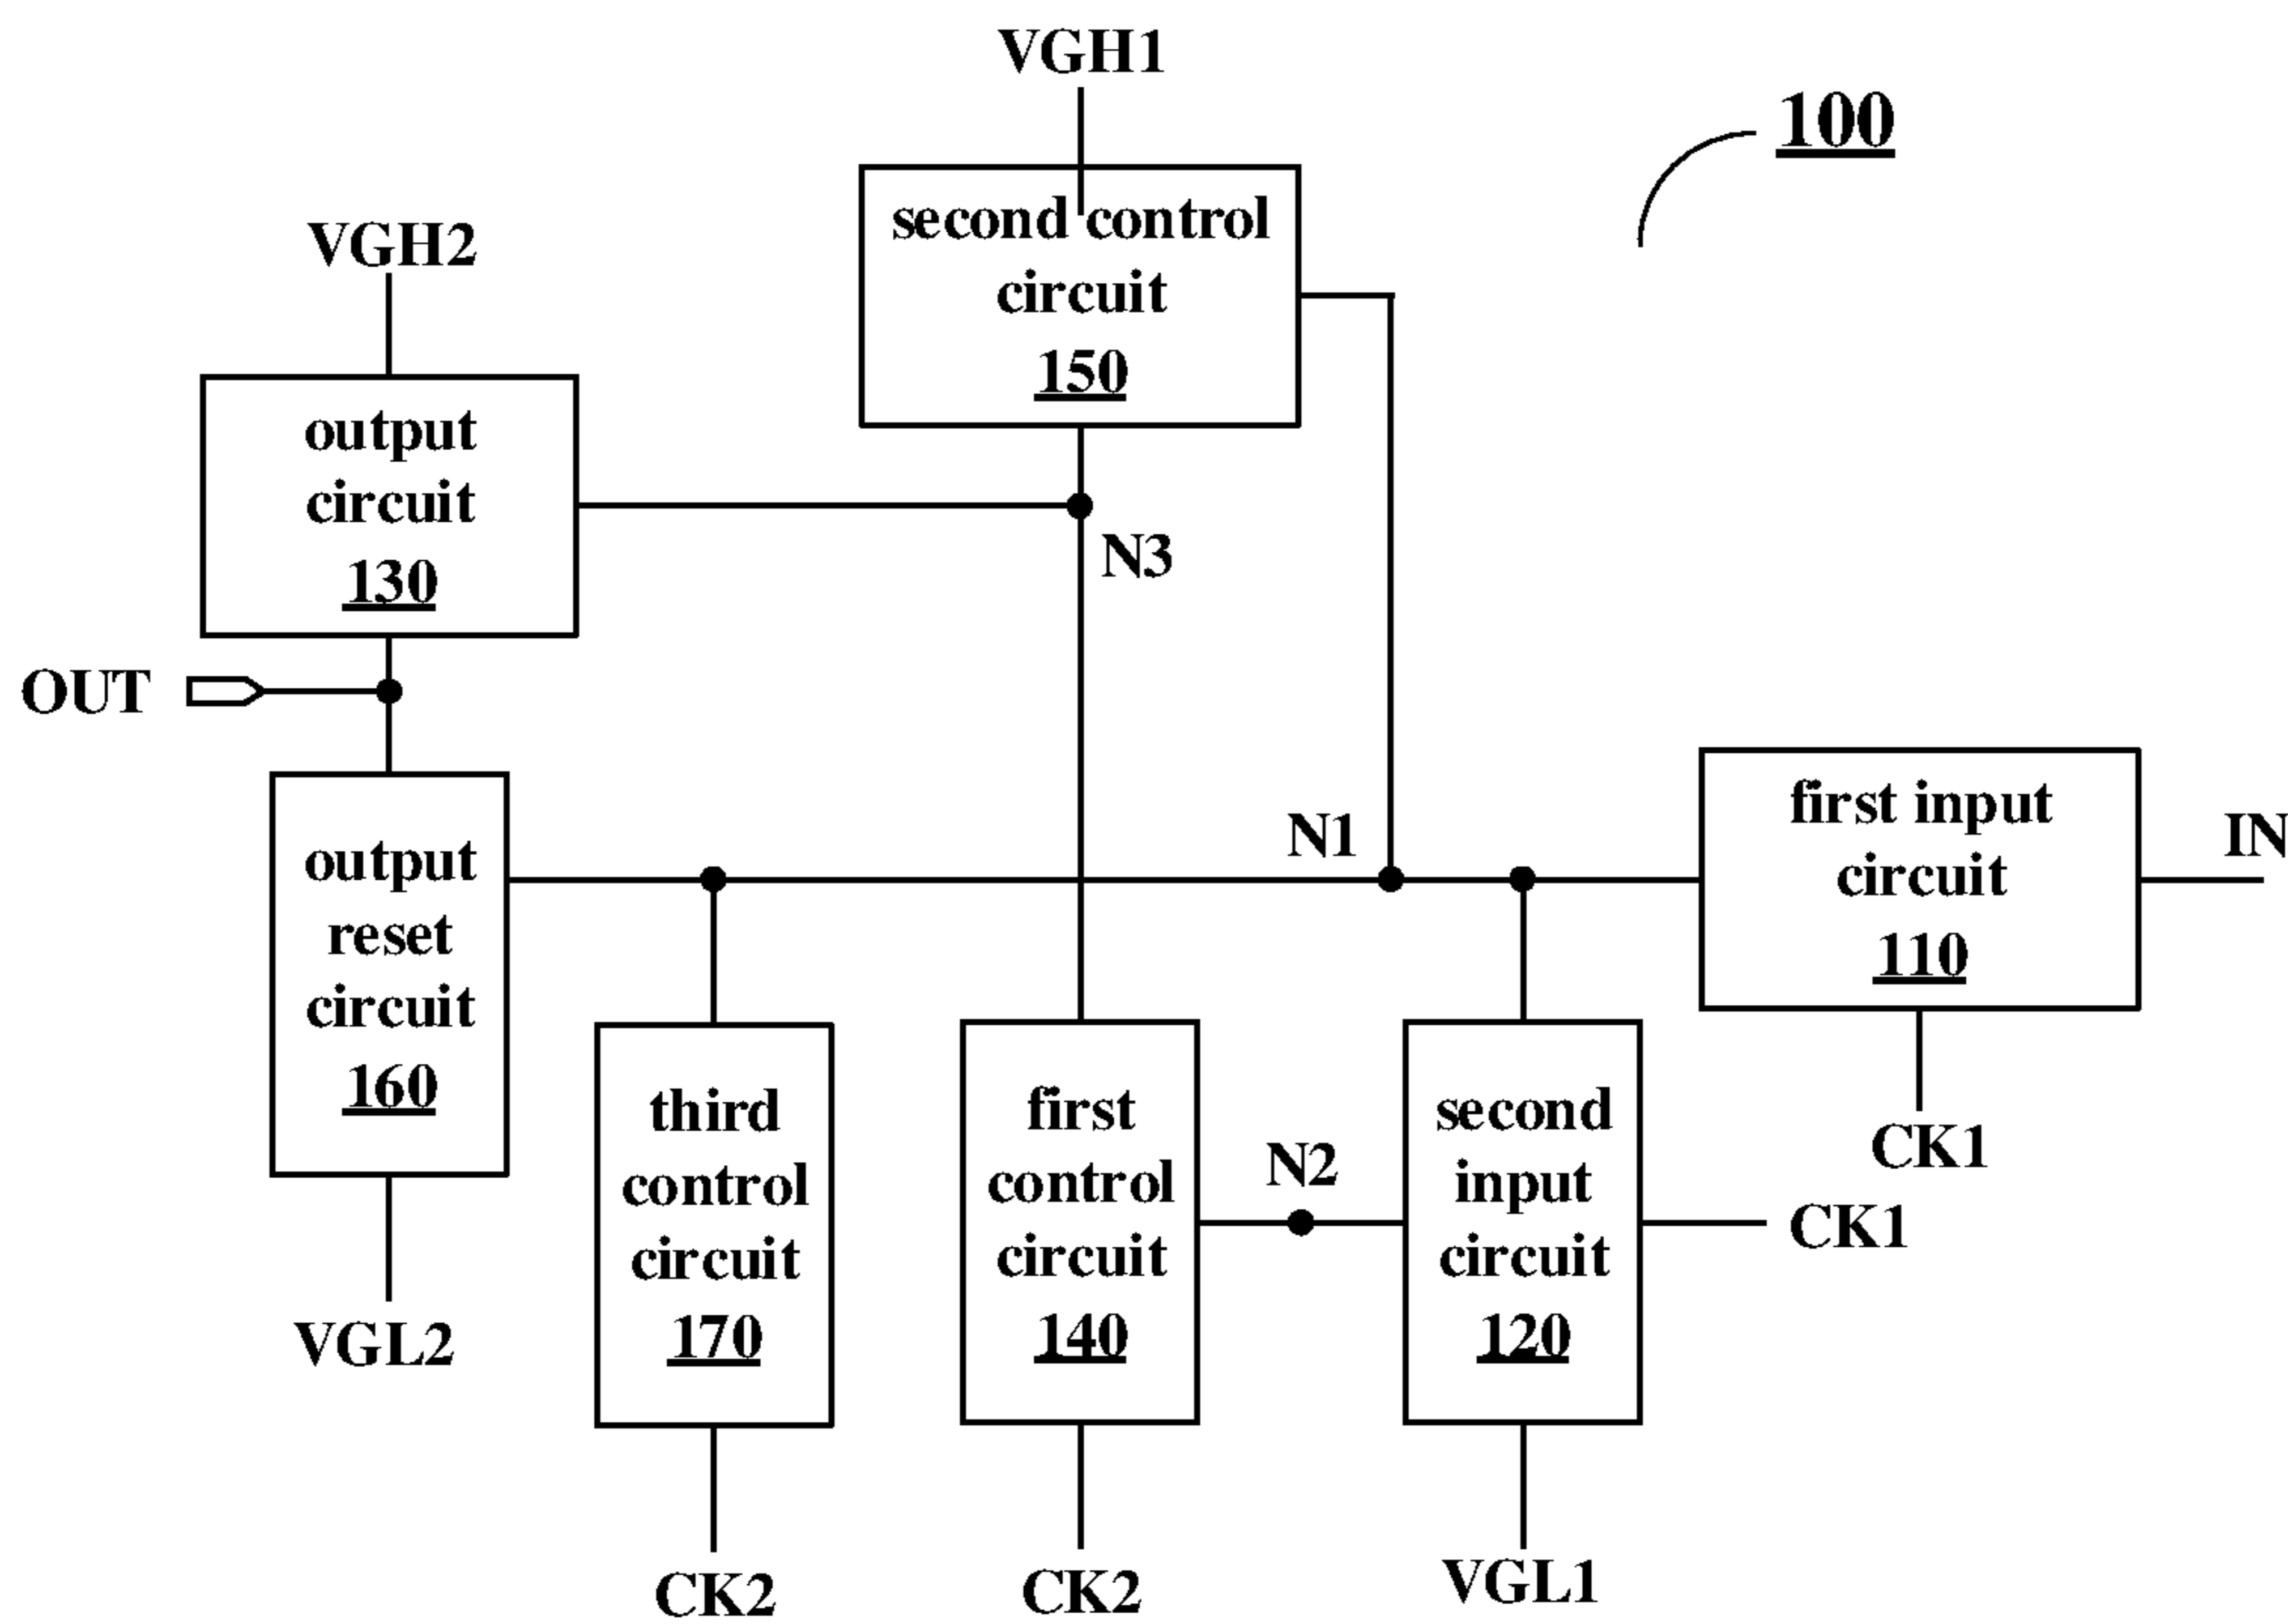 VGH1
100
second control
circuit
150
VGH2
output
circuit
130
N3
OUT
N1
first input
circuit
110
IN
output
reset
circuit
160
third
control
circuit
170
first
control
circuit
140
N2
second
input
circuit
120
CK1
CK1
VGL2
CK2
CK2
VGL1